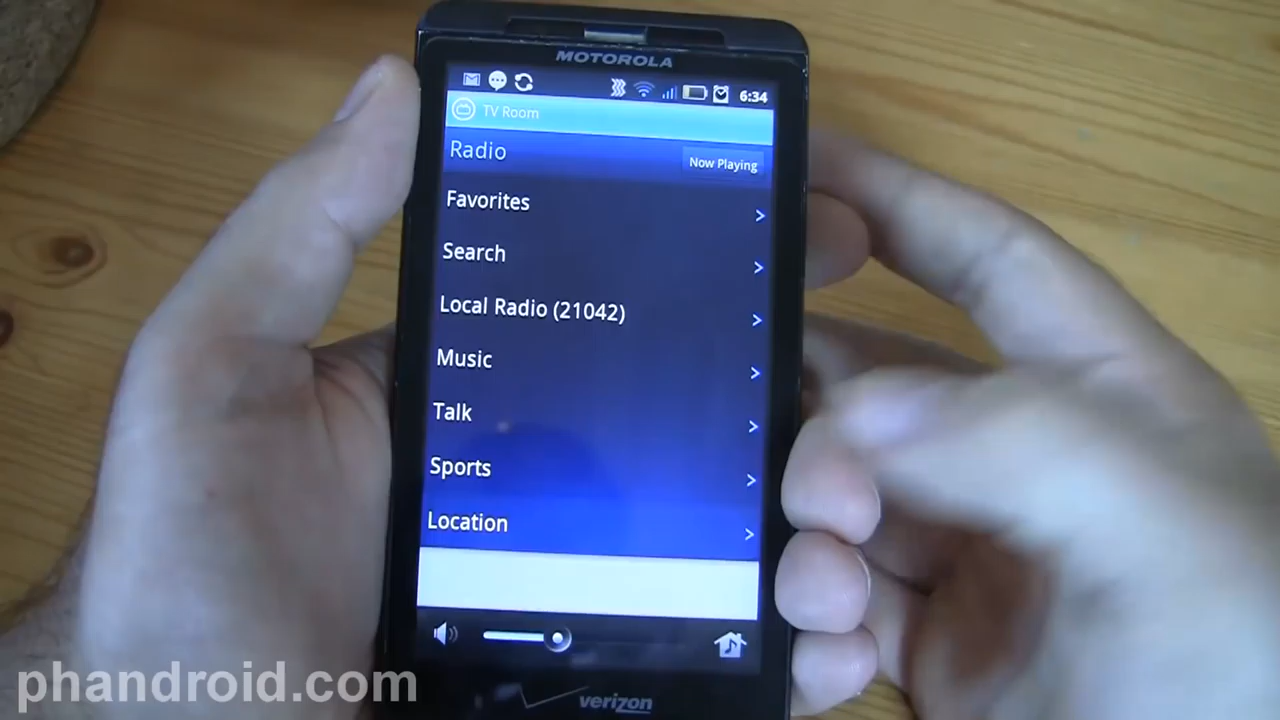 MOTOROLA
6:34
TV Room
Radio
Now Playing
Favorites
Search
Local Radio (21042)
Music
Talk
Sports
Location
verizon
phandroid.com